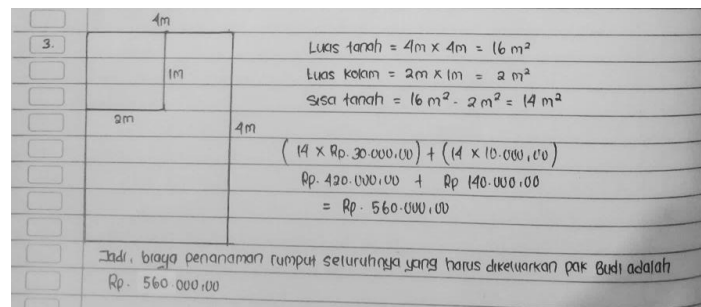 4m
3.
Luas tanah = 4m × 4m = 16 m²
1m
Luas kolam = 2m × 1m = 2 m²
sisa tanah = 16 m² - 2 m² = 14 m²
2m
4m
(14 × Rp. 30.000,00) + (14 × 10.000,00)
Rp. 420.000,00 + Rp 140.000,00
= Rp. 560.000,00
Jadi, biaya penanaman rumput seluruhnya yang harus dikeluarkan pak Budi adalah
Rp. 560.000,00